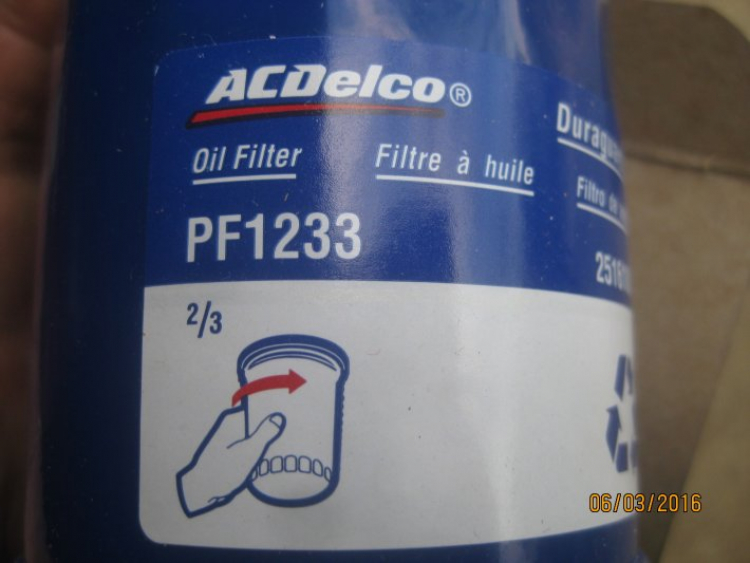 ACDelco®
Oil Filter
Filtre à huile
PF1233
2/3
06/03/2016